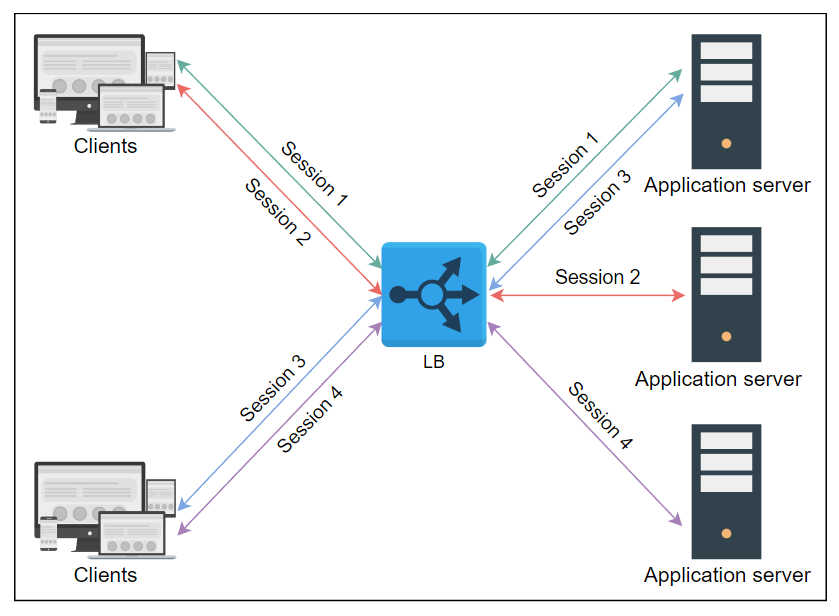 Clients
Session 1
Session 2
Session 1
Session 3
Application server
Session 2
LB
Application server
Session 3
Session 4
Session 4
Clients
Application server